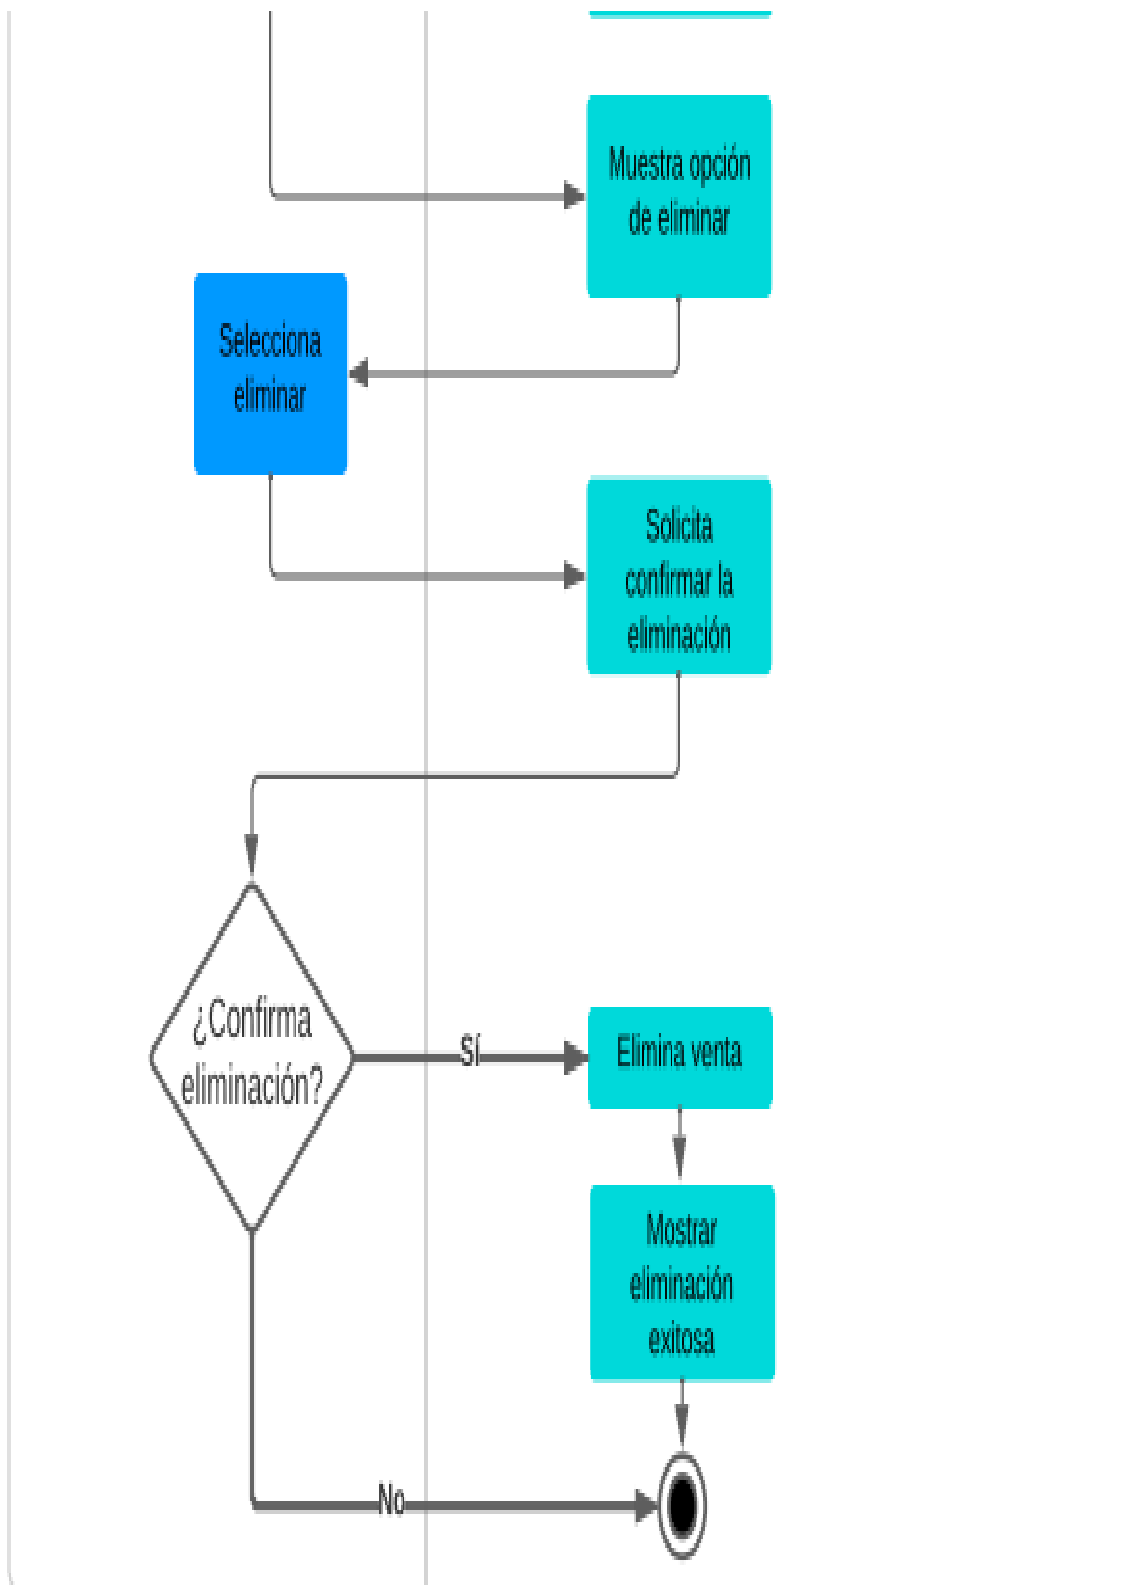 Muestra opción
de eliminar
Selecciona
eliminar
Solicita
confirmar la
eliminación
¿Confirma
eliminación?
Sí
Elimina venta
Mostrar
eliminación
exitosa
No